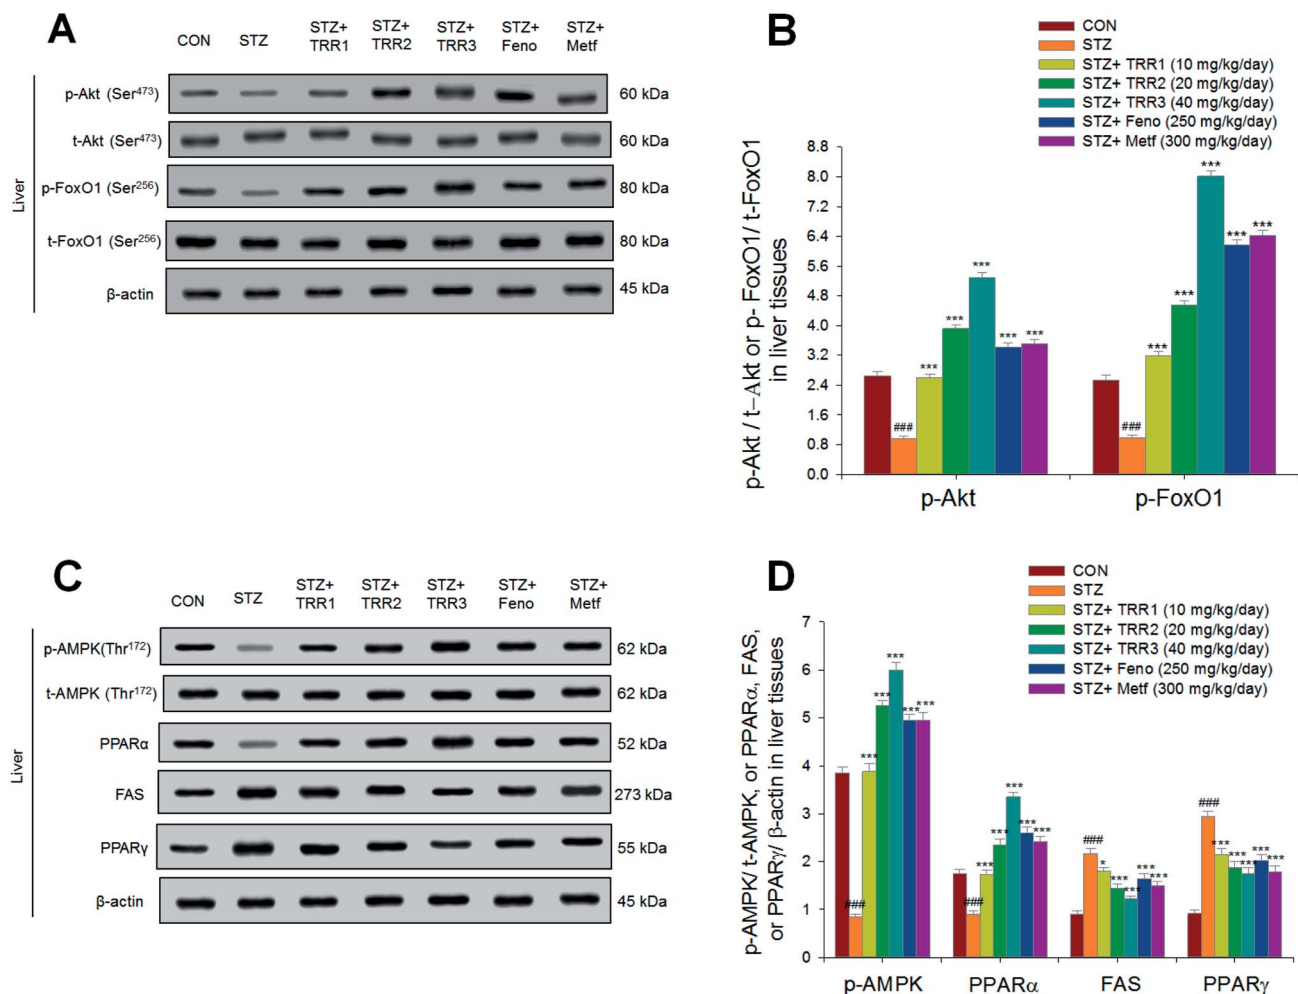 A
CON
STZ
STZ+
TRR1
STZ+
TRR2
STZ+
TRR3
STZ+
Feno
STZ+
Metf
Liver
p-Akt (Ser473)
60 kDa
t-Akt (Ser473)
60 kDa
p-FoxO1 (Ser256)
80 kDa
t-FoxO1 (Ser256)
80 kDa
β-actin
45 kDa
B
CON
STZ
STZ+ TRR1 (10 mg/kg/day)
STZ+ TRR2 (20 mg/kg/day)
STZ+ TRR3 (40 mg/kg/day)
STZ+ Feno (250 mg/kg/day)
STZ+ Metf (300 mg/kg/day)
p-Akt / t–Akt or p- FoxO1/ t-FoxO1
in liver tissues
8.8
8.0
7.2
6.4
5.6
4.8
4.0
3.2
2.4
1.6
0.8
0.0
###
***
***
***
***
***
###
***
***
***
***
***
p-Akt
p-FoxO1
C
CON
STZ
STZ+
TRR1
STZ+
TRR2
STZ+
TRR3
STZ+
Feno
STZ+
Metf
Liver
p-AMPK(Thr172)
62 kDa
t-AMPK (Thr172)
62 kDa
PPARα
52 kDa
FAS
273 kDa
PPARγ
55 kDa
β-actin
45 kDa
D
CON
STZ
STZ+ TRR1 (10 mg/kg/day)
STZ+ TRR2 (20 mg/kg/day)
STZ+ TRR3 (40 mg/kg/day)
STZ+ Feno (250 mg/kg/day)
STZ+ Metf (300 mg/kg/day)
p-AMPK/ t-AMPK, or PPARα, FAS,
or PPARγ/ β-actin in liver tissues
7
6
5
4
3
2
1
0
###
***
***
***
***
***
###
***
***
***
***
***
###
*
***
***
***
***
###
***
***
***
***
***
p-AMPK
PPARα
FAS
PPARγ